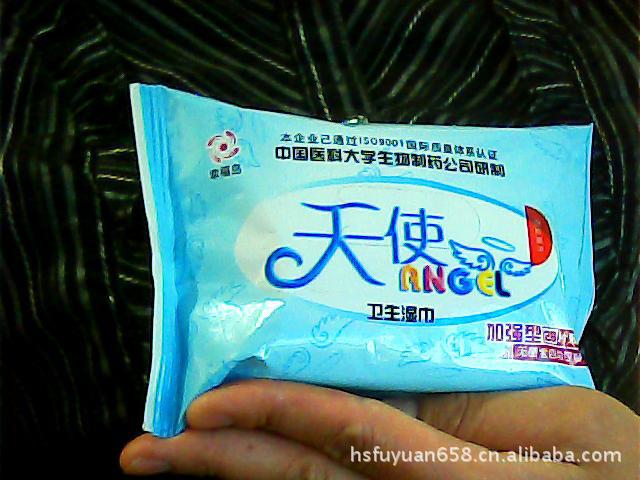 本企业已通过ISO9001国际质量体系认证
中国医科大学生物制药公司研制
天使
ANGEL
卫生湿巾
加强型
hsfuyuan658.cn.alibaba.com